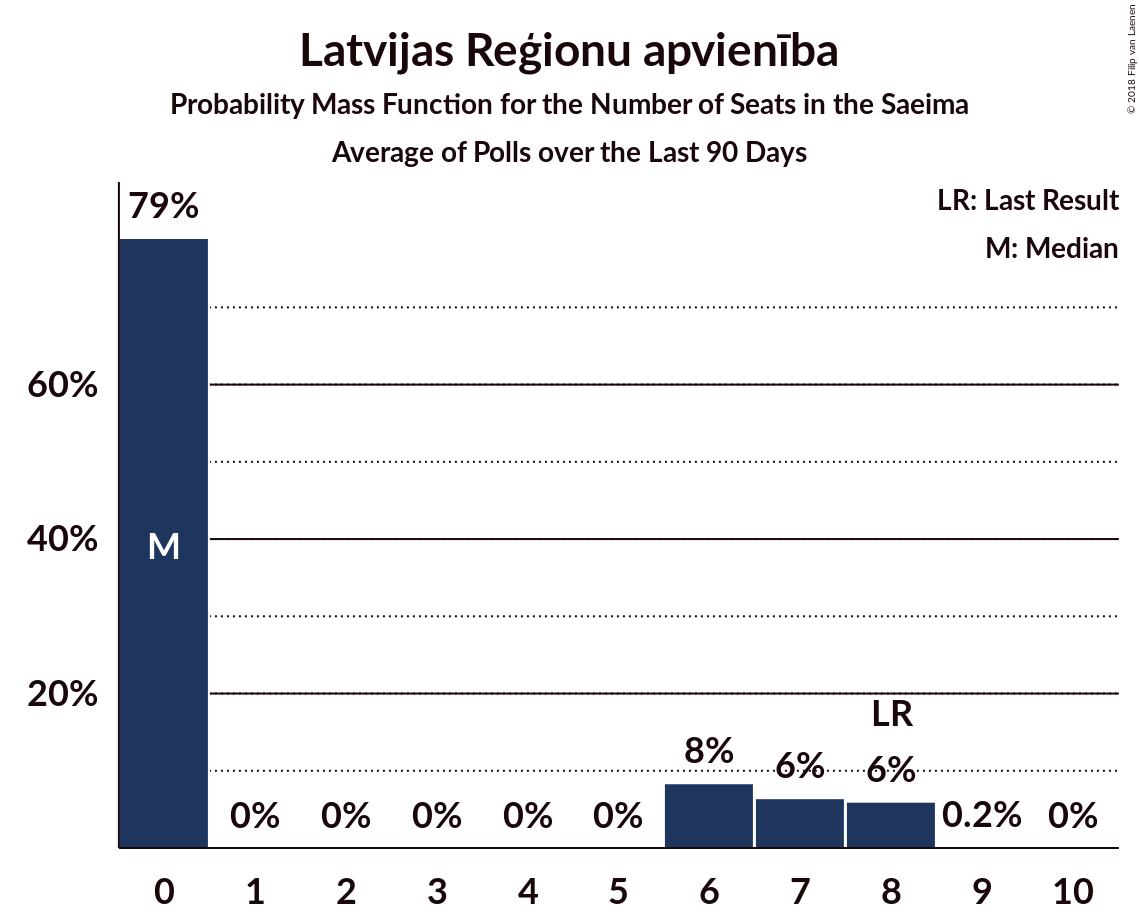 Latvijas Reģionu apvienība
Probability Mass Function for the Number of Seats in the Saeima
Average of Polls over the Last 90 Days
© 2018 Filip van Laenen
LR: Last Result
M: Median
79%
60%
40%
20%
M
0%
0%
0%
0%
0%
8%
6%
LR
6%
0.2%
0%
0 1 2 3 4 5 6 7 8 9 10